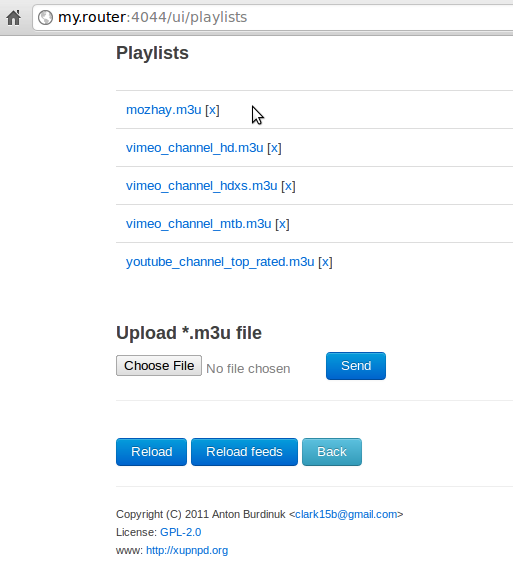 my.router:4044/ui/playlists
Playlists
mozhay.m3u [x]
vimeo_channel_hd.m3u [x]
vimeo_channel_hdxs.m3u [x]
vimeo_channel_mtb.m3u [x]
youtube_channel_top_rated.m3u [x]
Upload *.m3u file
Choose File No file chosen Send
Reload Reload feeds Back
Copyright (C) 2011 Anton Burdinuk <clark15b@gmail.com>
License: GPL-2.0
www: http://xupnpd.org